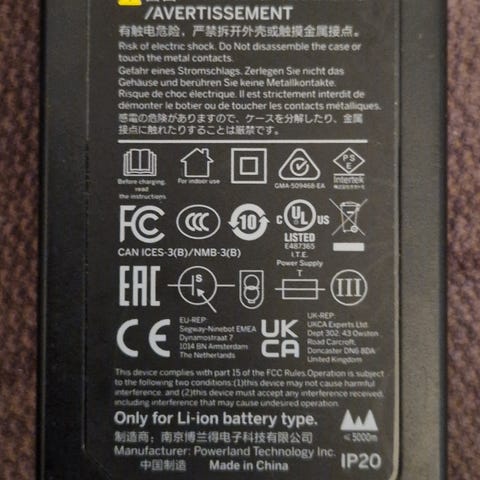 /AVERTISSEMENT
有触电危险，严禁拆开外壳或触摸金属接点。
Risk of electric shock. Do Not disassemble the case or
touch the metal contacts.
Gefahr eines Stromschlags. Zerlegen Sie nicht das
Gehäuse und berühren Sie keine Metallkontakte.
Risque de choc électrique. Il est strictement interdit de
démonter le botier ou de toucher les contacts métalliques.
感電の危険がありますので、ケースを分解したり、金属
接点に触れたりすることは厳禁です。
Before charging, read the instructions
For indoor use
GMA-509468-EA
PS E
Intertek
FC
CCC
10
c UL US
LISTED
E487365
I.T.E.
Power Supply
CAN ICES-3(B)/NMB-3(B)
EAC
IS
T
III
CE
EU-REP:
Segway-Ninebot EMEA
Dynamostraat 7
1014 BN Amsterdam
The Netherlands
UK
CA
UK-REP:
UKCA Experts Ltd.
Dept 302, 43 Owston
Road Carcroft,
Doncaster DN6 8DA
United Kingdom
This device complies with part 15 of the FCC Rules.Operation is subject
to the following two conditions:(1)this device may not cause harmful
interference, and (2)this device must accept any interference received,
including interference that may cause undesired operation.
Only for Li-ion battery type.
≤ 5000m
制造商：南京博兰得电子科技有限公司
Manufacturer: Powerland Technology Inc.
中国制造 Made in China
IP20